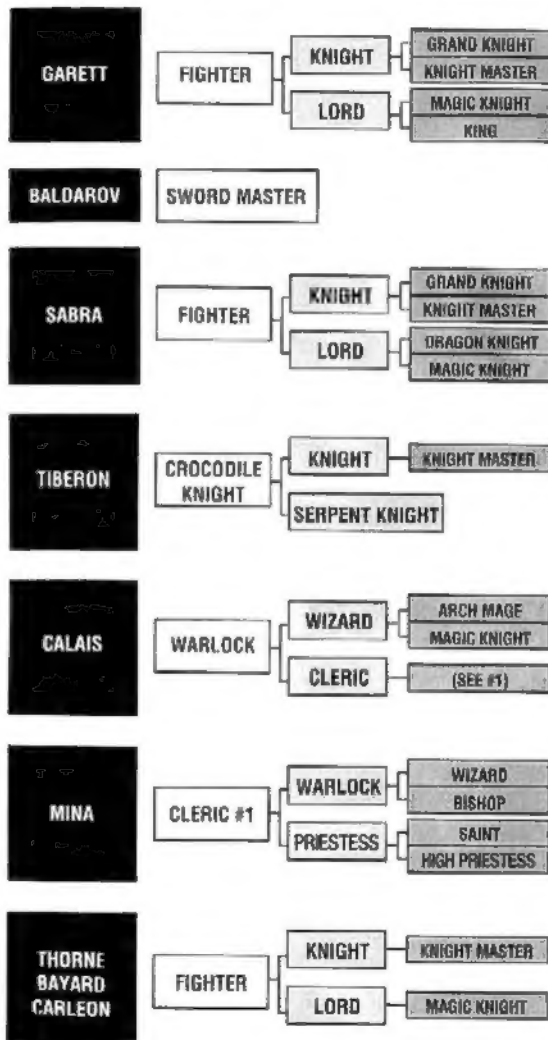 GARETT
FIGHTER
KNIGHT
GRAND KNIGHT
KNIGHT MASTER
LORD
MAGIC KNIGHT
KING
BALDAROV
SWORD MASTER
SABRA
FIGHTER
KNIGHT
GRAND KNIGHT
KNIGHT MASTER
LORD
DRAGON KNIGHT
MAGIC KNIGHT
TIBERON
CROCODILE
KNIGHT
KNIGHT
KNIGHT MASTER
SERPENT KNIGHT
CALAIS
WARLOCK
WIZARD
ARCH MAGE
MAGIC KNIGHT
CLERIC
(SEE #1)
MINA
CLERIC #1
WARLOCK
WIZARD
BISHOP
PRIESTESS
SAINT
HIGH PRIESTESS
THORNE
BAYARD
CARLEON
FIGHTER
KNIGHT
KNIGHT MASTER
LORD
MAGIC KNIGHT